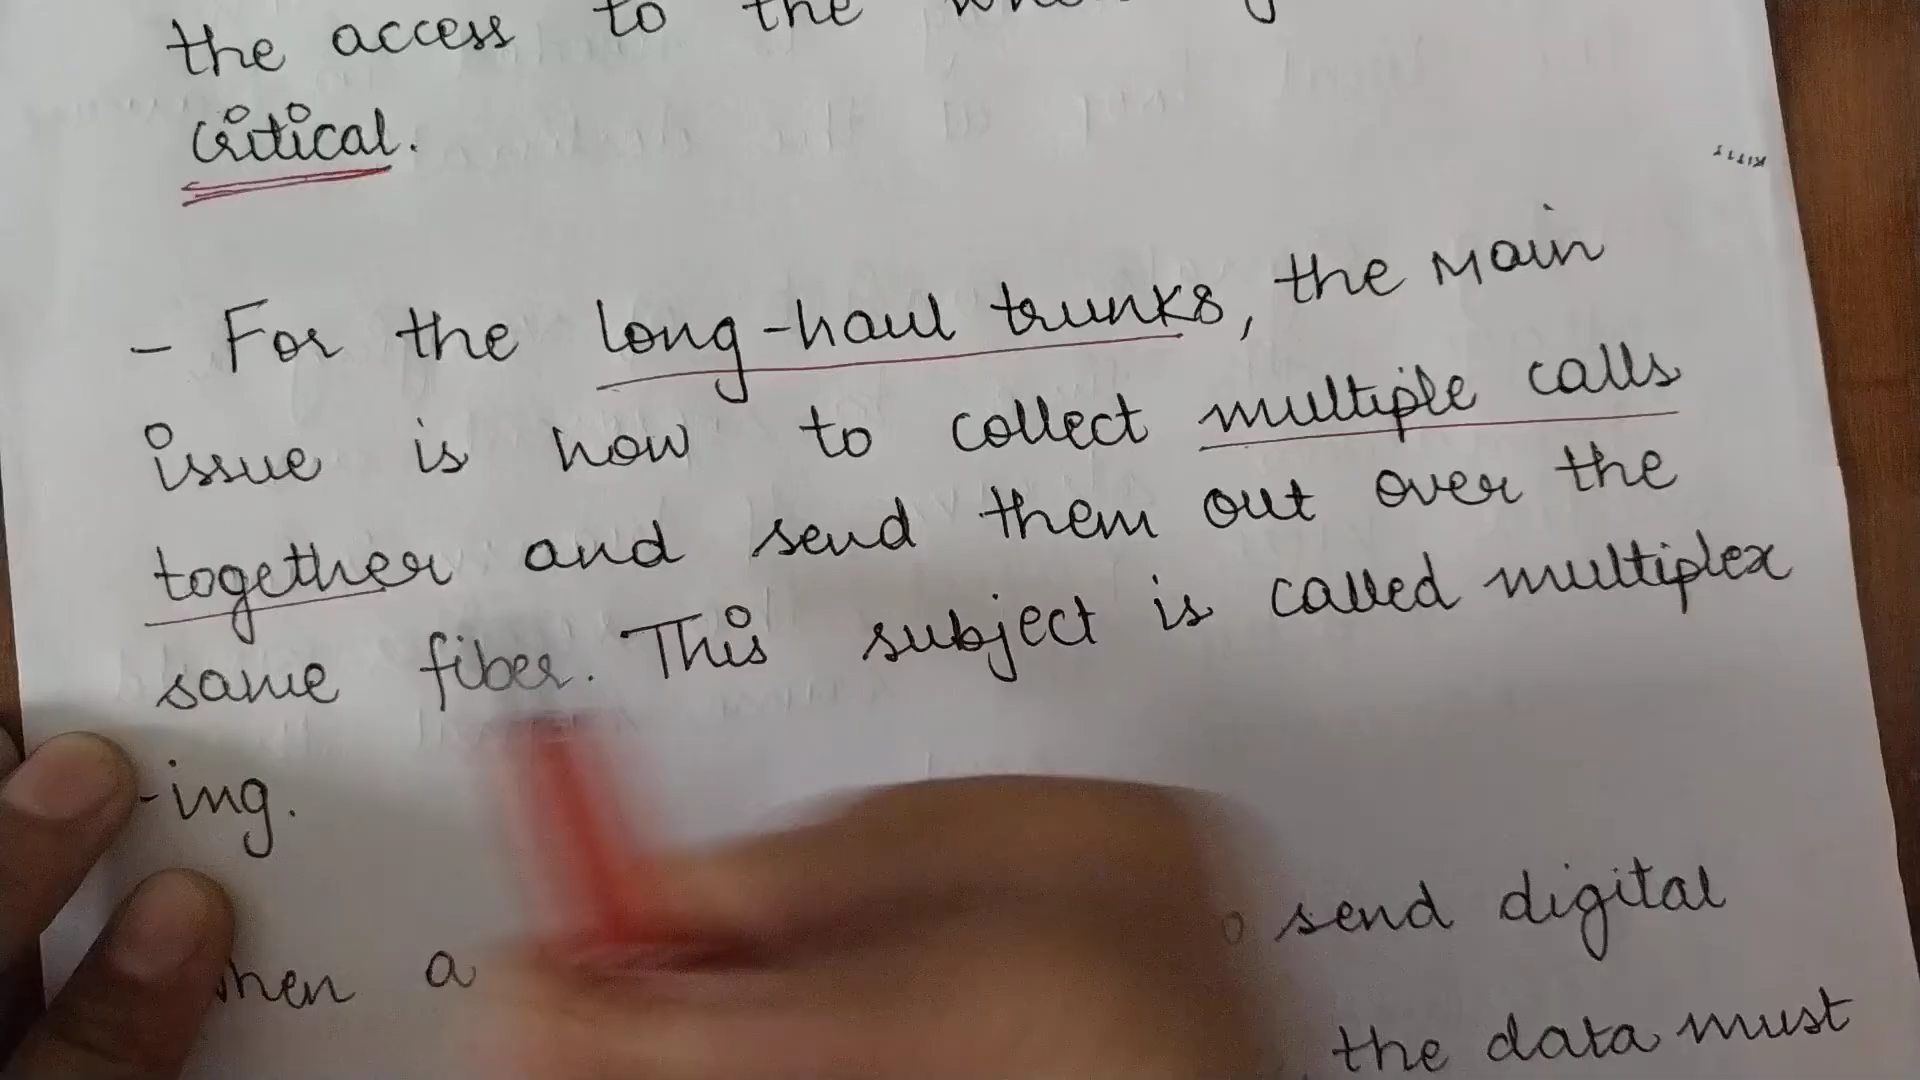 the access to the
critical.
- For the long-haul trunks, the main
issue is how to collect multiple calls
together and send them out over the
same fiber. This subject is called multiplex
-ing.
a send digital
the data must